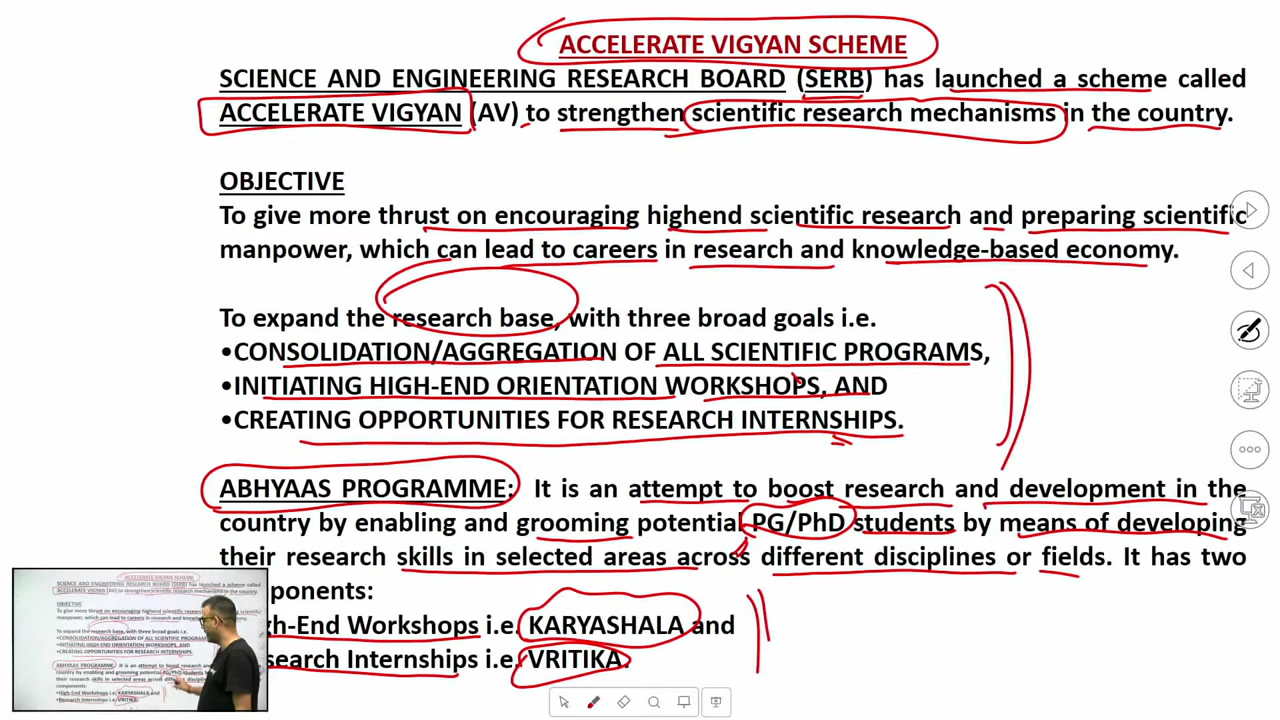 ACCELERATE VIGYAN SCHEME
SCIENCE AND ENGINEERING RESEARCH BOARD (SERB) has launched a scheme called
ACCELERATE VIGYAN (AV) to strengthen scientific research mechanisms in the country.
OBJECTIVE
To give more thrust on encouraging highend scientific research and preparing scientific
manpower, which can lead to careers in research and knowledge-based economy.
To expand the research base, with three broad goals i.e.
•CONSOLIDATION/AGGREGATION OF ALL SCIENTIFIC PROGRAMS,
•INITIATING HIGH-END ORIENTATION WORKSHOPS, AND
•CREATING OPPORTUNITIES FOR RESEARCH INTERNSHIPS.
ABHYAAS PROGRAMME: It is an attempt to boost research and development in the
country by enabling and grooming potential PG/PhD students by means of developing
their research skills in selected areas across different disciplines or fields. It has two
Workshops i.e. KARYASHALA and
Internships i.e. VRITIKA.